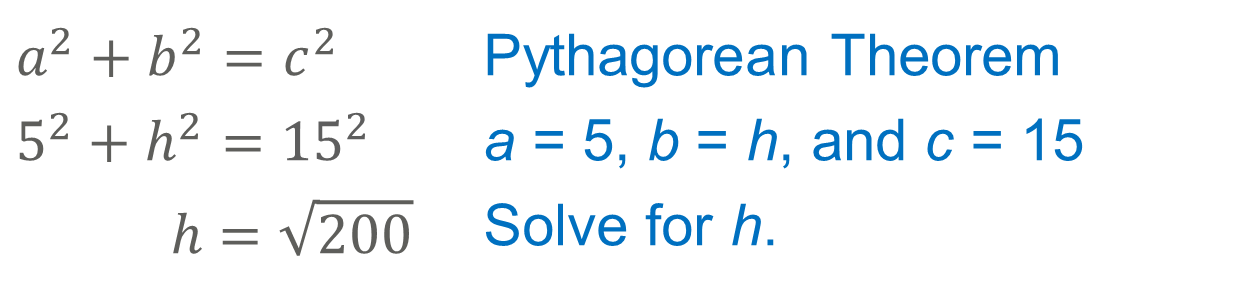 a² + b² = c² Pythagorean Theorem
5² + h² = 15² a = 5, b = h, and c = 15
h = √200 Solve for h.